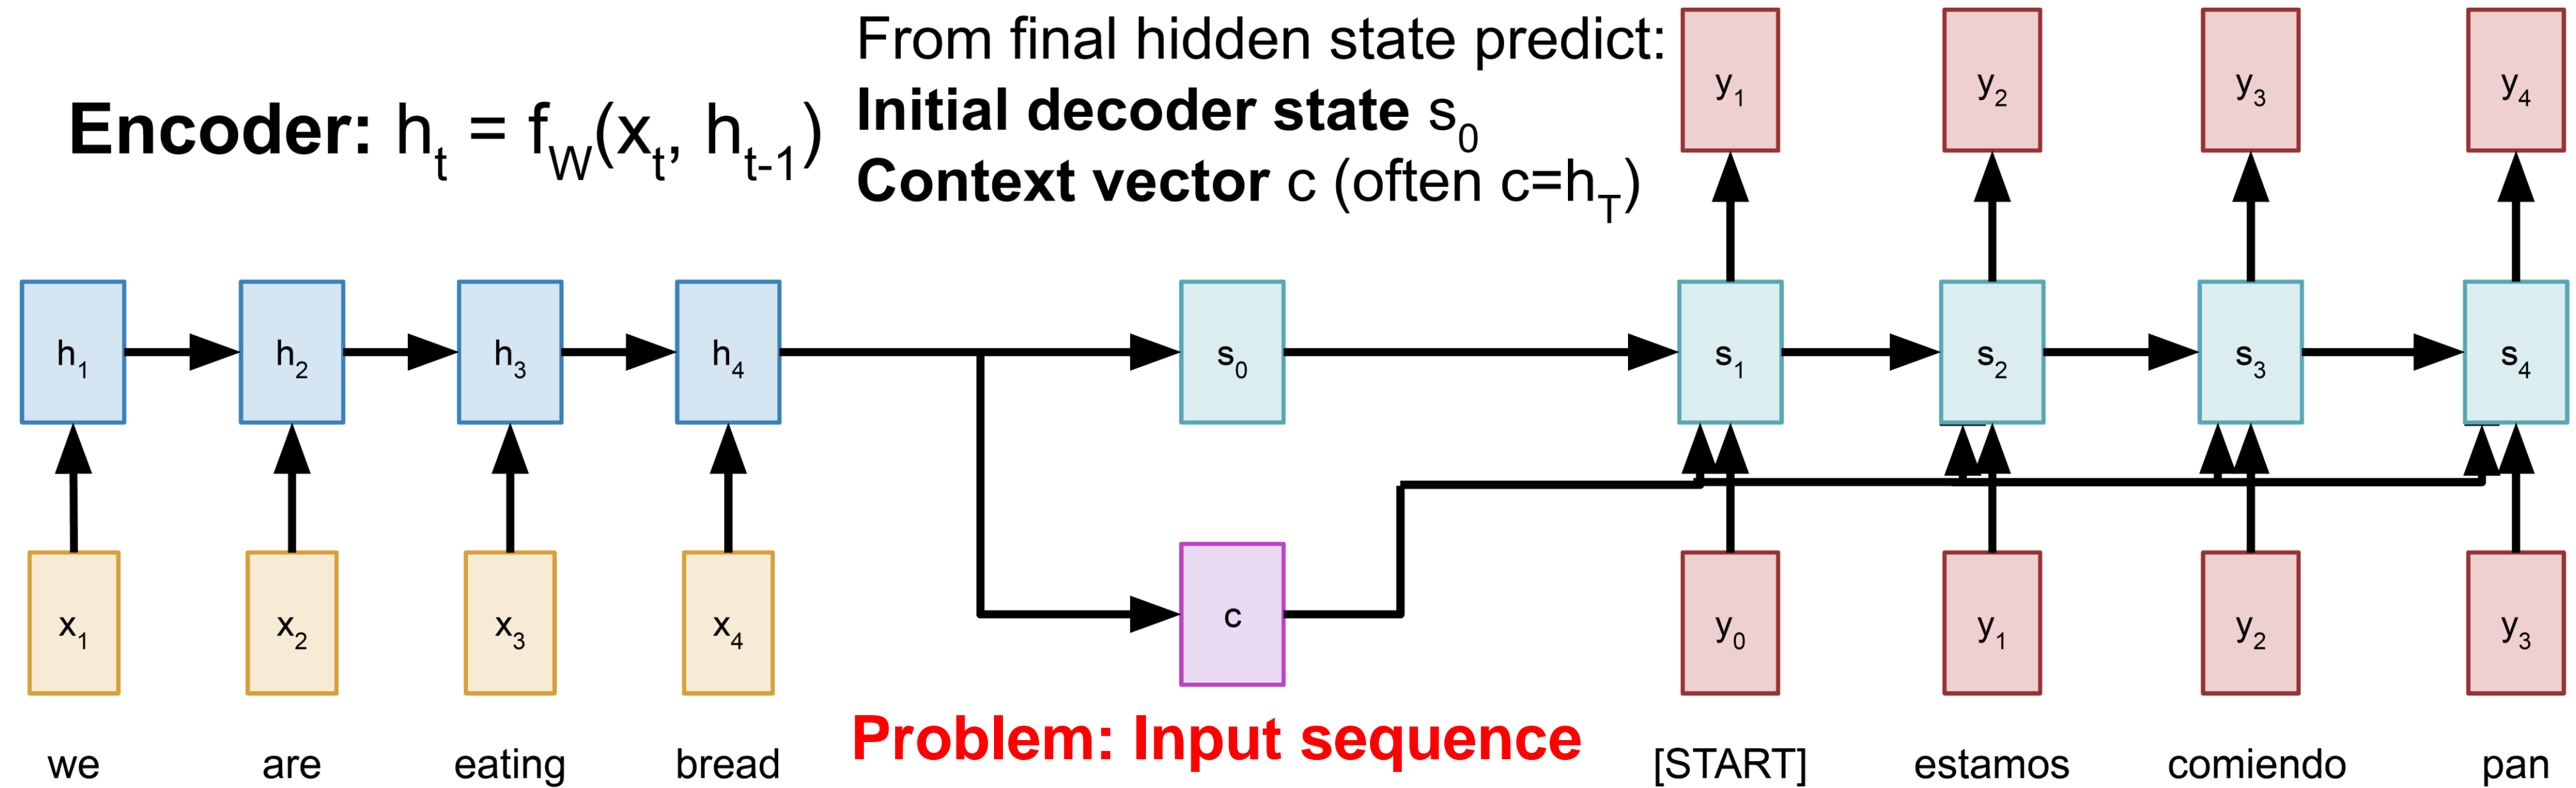 Encoder: h_t = f_W(x_t, h_{t-1})
From final hidden state predict:
Initial decoder state s_0
Context vector c (often c=h_T)
y_1 y_2 y_3 y_4
h_1 h_2 h_3 h_4 s_0 s_1 s_2 s_3 s_4
x_1 x_2 x_3 x_4 c y_0 y_1 y_2 y_3
Problem: Input sequence
we are eating bread [START] estamos comiendo pan